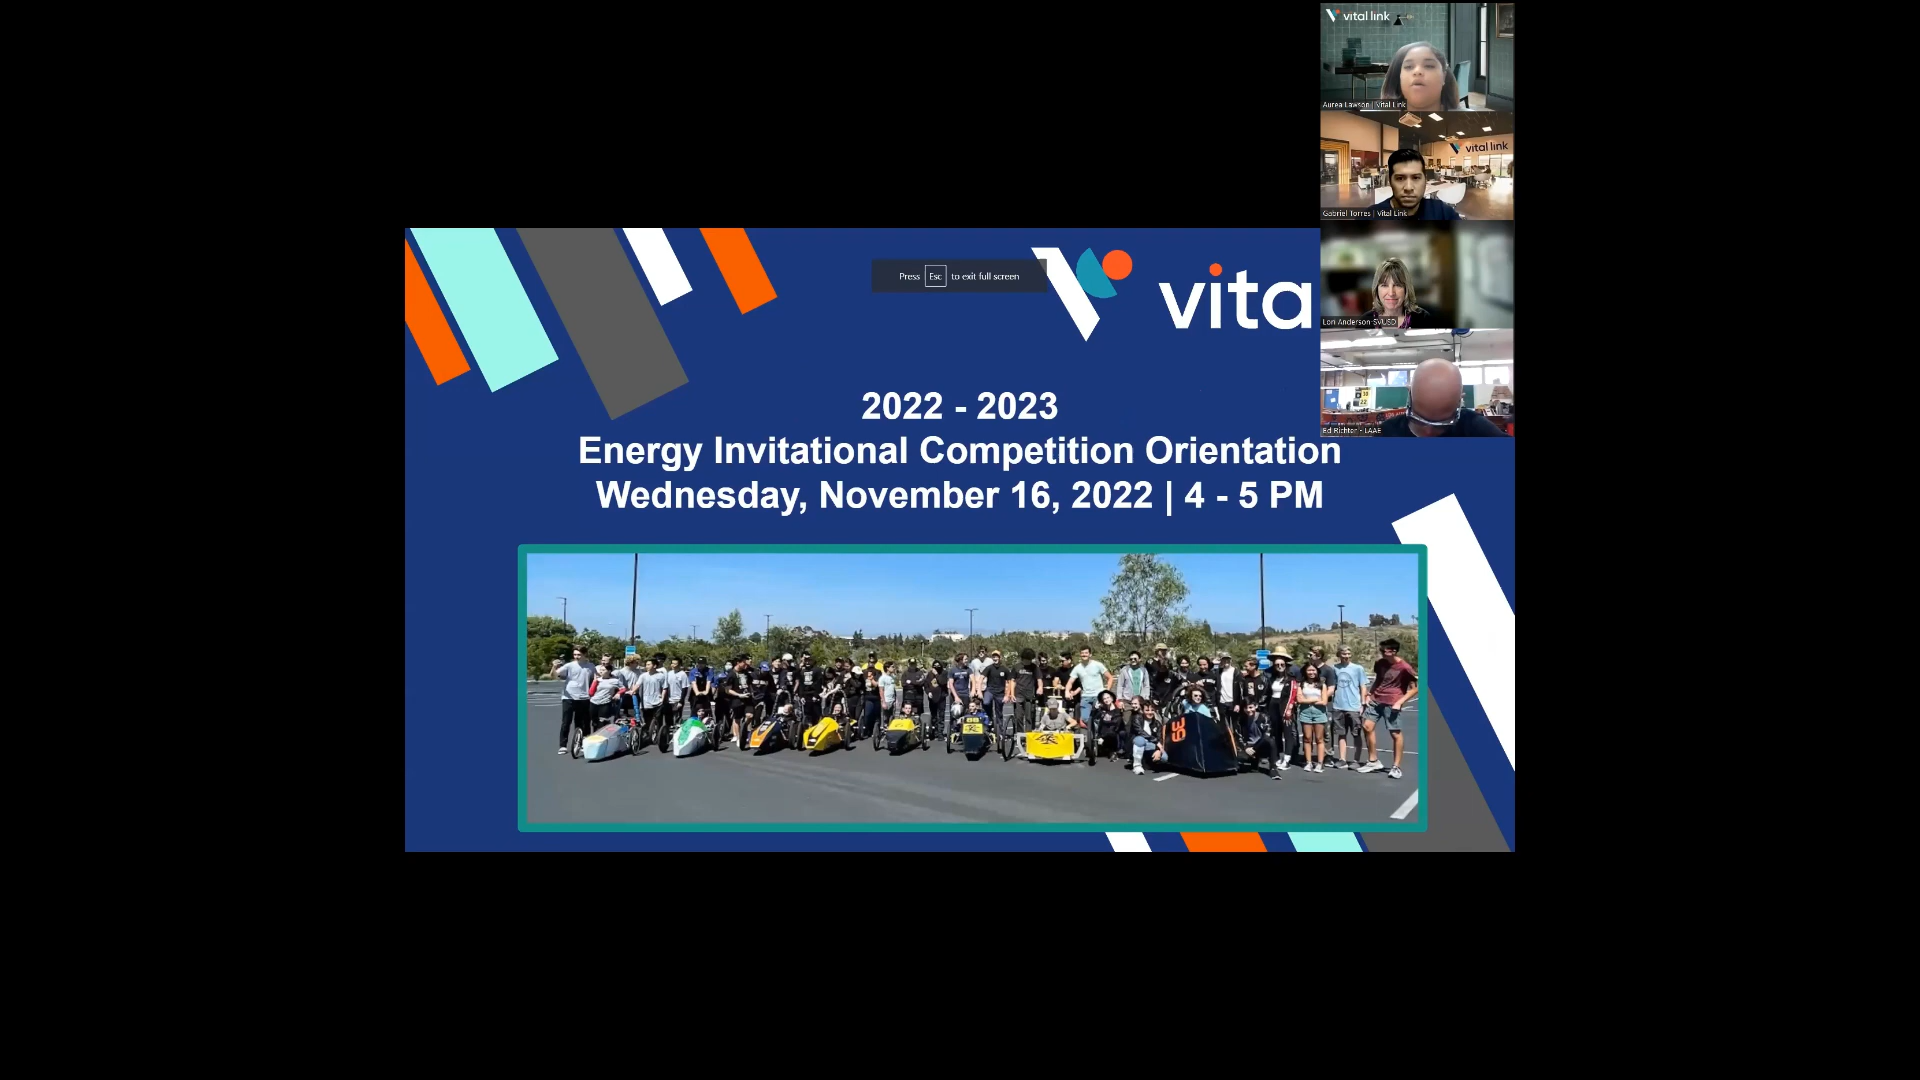 vital link
Aurea Lawson | Vital Link
vital link
Gabriel Torres | Vital Link
Lori Anderson SVUSD
Ed Richter - LAAE
Press Esc to exit full screen
vita
2022 - 2023
Energy Invitational Competition Orientation
Wednesday, November 16, 2022 | 4 - 5 PM
88
39